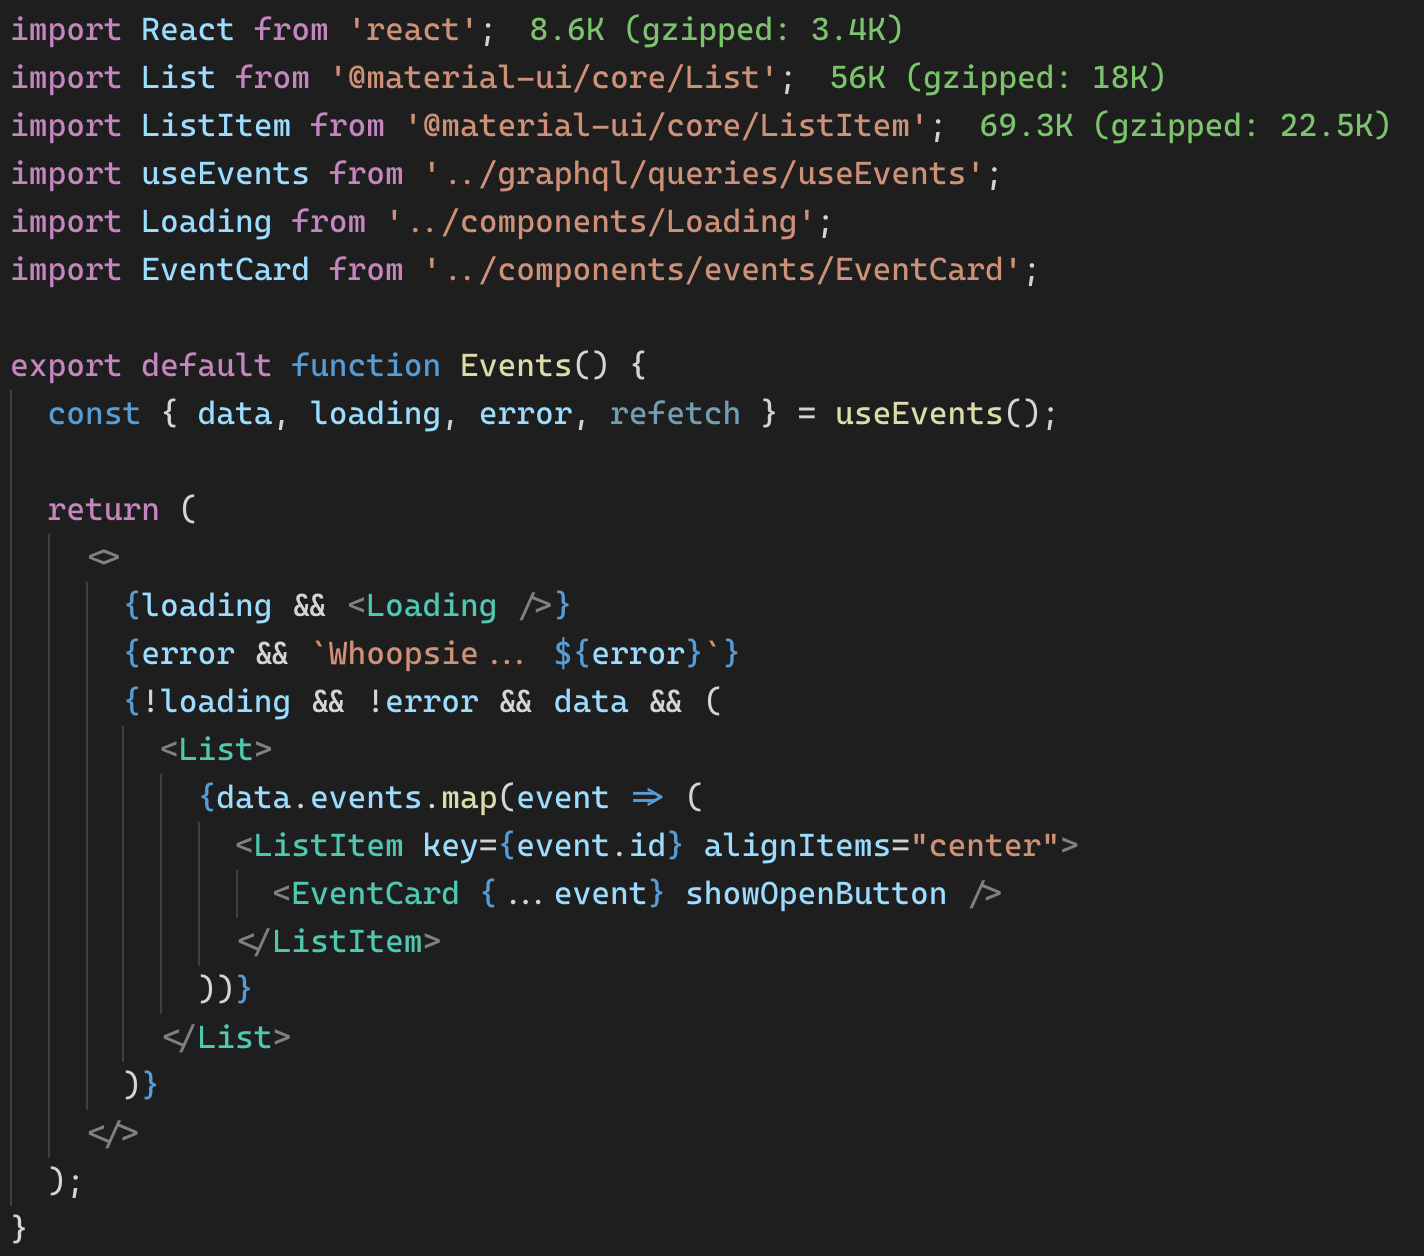 import React from 'react';  8.6K (gzipped: 3.4K)
import List from '@material-ui/core/List';  56K (gzipped: 18K)
import ListItem from '@material-ui/core/ListItem';  69.3K (gzipped: 22.5K)
import useEvents from '../graphql/queries/useEvents';
import Loading from '../components/Loading';
import EventCard from '../components/events/EventCard';

export default function Events() {
  const { data, loading, error, refetch } = useEvents();

  return (
    <>
      {loading && <Loading />}
      {error && `Whoopsie... ${error}`}
      {!loading && !error && data && (
        <List>
          {data.events.map(event => (
            <ListItem key={event.id} alignItems="center">
              <EventCard {...event} showOpenButton />
            </ListItem>
          ))}
        </List>
      )}
    </>
  );
}